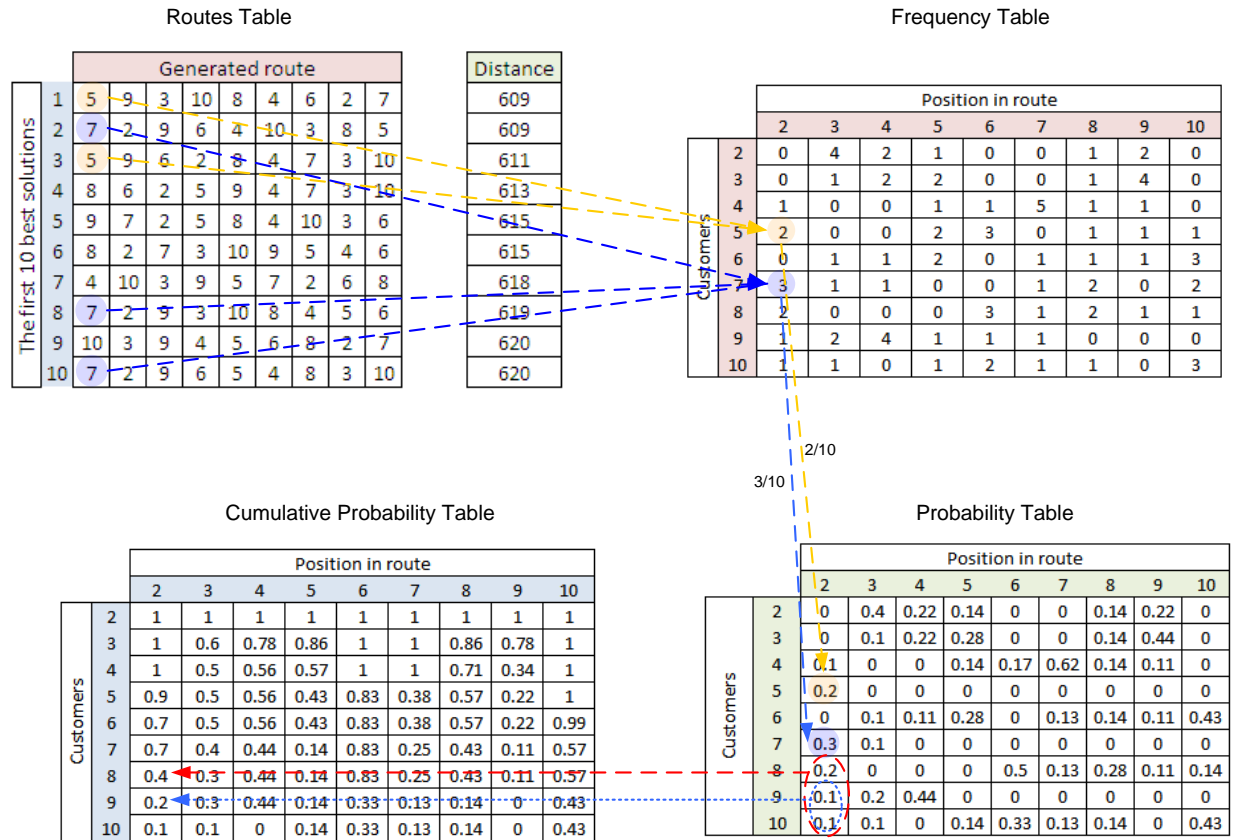 Routes Table
Generated route
Distance
The first 10 best solutions
1 5 9 3 10 8 4 6 2 7 609
2 7 2 9 6 4 10 3 8 5 609
3 5 9 6 2 8 4 7 3 10 611
4 8 6 2 5 9 4 7 3 10 613
5 9 7 2 5 8 4 10 3 6 615
6 8 2 7 3 10 9 5 4 6 615
7 4 10 3 9 5 7 2 6 8 618
8 7 2 9 3 10 8 4 5 6 619
9 10 3 9 4 5 6 8 2 7 620
10 7 2 9 6 5 4 8 3 10 620
Frequency Table
Position in route
2 3 4 5 6 7 8 9 10
Customers
2 0 4 2 1 0 0 1 2 0
3 0 1 2 2 0 0 1 4 0
4 1 0 0 1 1 5 1 1 0
5 2 0 0 2 3 0 1 1 1
6 0 1 1 2 0 1 1 1 3
7 3 1 1 0 0 1 2 0 2
8 2 0 0 0 3 1 2 1 1
9 1 2 4 1 1 1 0 0 0
10 1 1 0 1 2 1 1 0 3
2/10
3/10
Cumulative Probability Table
Position in route
2 3 4 5 6 7 8 9 10
Customers
2 1 1 1 1 1 1 1 1 1
3 1 0.6 0.78 0.86 1 1 0.86 0.78 1
4 1 0.5 0.56 0.57 1 1 0.71 0.34 1
5 0.9 0.5 0.56 0.43 0.83 0.38 0.57 0.22 1
6 0.7 0.5 0.56 0.43 0.83 0.38 0.57 0.22 0.99
7 0.7 0.4 0.44 0.14 0.83 0.25 0.43 0.11 0.57
8 0.4 0.3 0.44 0.14 0.83 0.25 0.43 0.11 0.57
9 0.2 0.3 0.44 0.14 0.33 0.13 0.14 0 0.43
10 0.1 0.1 0 0.14 0.33 0.13 0.14 0 0.43
Probability Table
Position in route
2 3 4 5 6 7 8 9 10
Customers
2 0 0.4 0.22 0.14 0 0 0.14 0.22 0
3 0 0.1 0.22 0.28 0 0 0.14 0.44 0
4 0.1 0 0 0.14 0.17 0.62 0.14 0.11 0
5 0.2 0 0 0 0 0 0 0 0
6 0 0.1 0.11 0.28 0 0.13 0.14 0.11 0.43
7 0.3 0.1 0 0 0 0 0 0 0
8 0.2 0 0 0 0.5 0.13 0.28 0.11 0.14
9 0.1 0.2 0.44 0 0 0 0 0 0
10 0.1 0.1 0 0.14 0.33 0.13 0.14 0 0.43